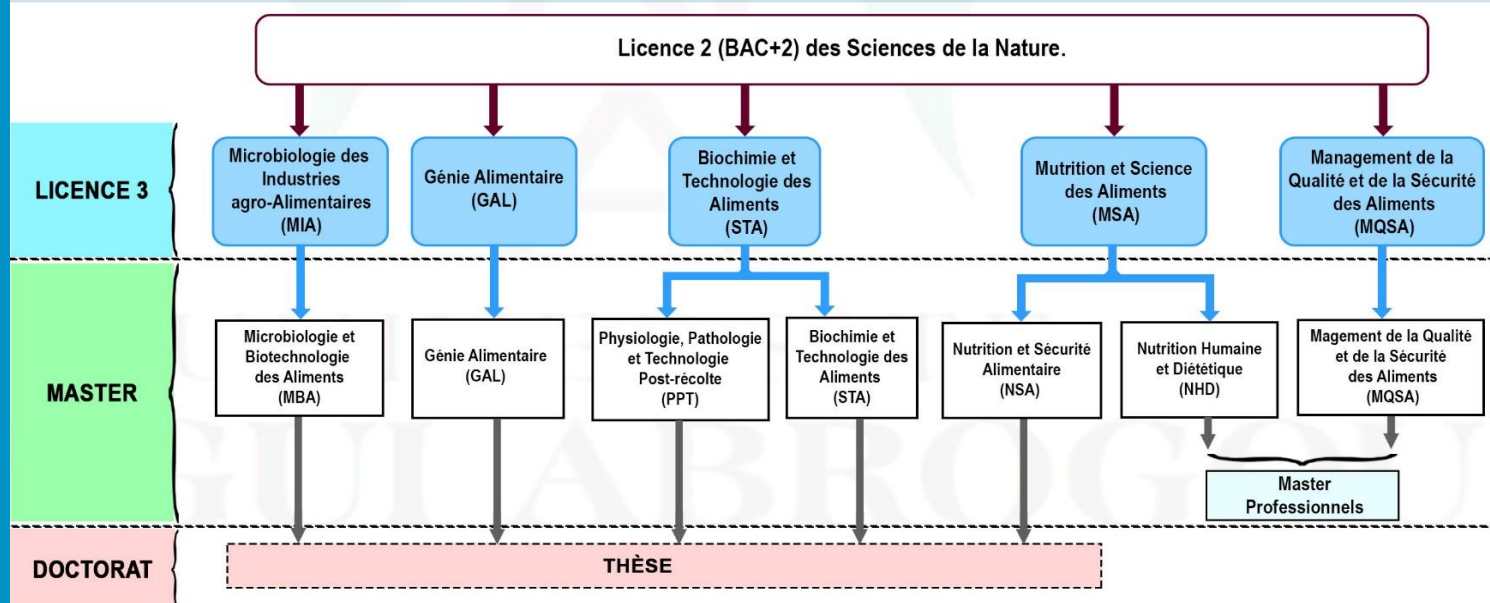 Licence 2 (BAC+2) des Sciences de la Nature.
LICENCE 3
Microbiologie des
Industries
agro-Alimentaires
(MIA)
Génie Alimentaire
(GAL)
Biochimie et
Technologie des
Aliments
(STA)
Mutrition et Science
des Aliments
(MSA)
Management de la
Qualité et de la Sécurité
des Aliments
(MQSA)
MASTER
Microbiologie et
Biotechnologie
des Aliments
(MBA)
Génie Alimentaire
(GAL)
Physiologie, Pathologie
et Technologie
Post-récolte
(PPT)
Biochimie et
Technologie des
Aliments
(STA)
Nutrition et Sécurité
Alimentaire
(NSA)
Nutrition Humaine
et Diététique
(NHD)
Magement de la Qualité
et de la Sécurité
des Aliments
(MQSA)
Master
Professionnels
GUI ABROGOU
DOCTORAT
THÈSE